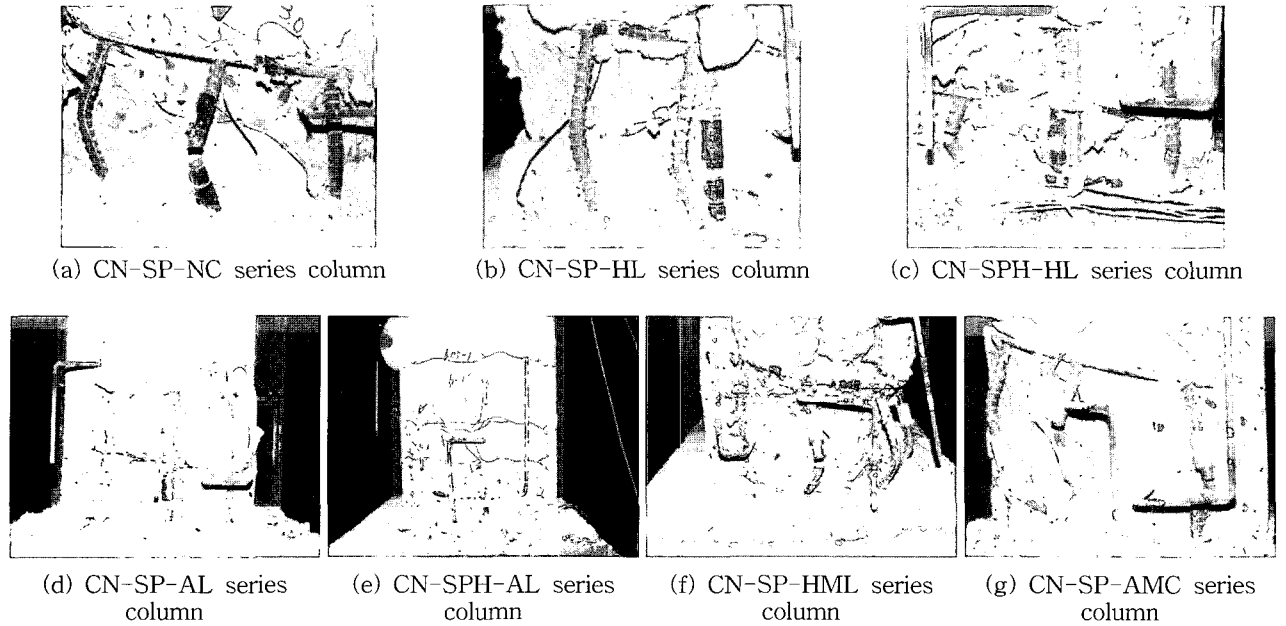 (a) CN-SP-NC series column
(b) CN-SP-HL series column
(c) CN-SPH-HL series column
(d) CN-SP-AL series
column
(e) CN-SPH-AL series
column
(f) CN-SP-HML series
column
(g) CN-SP-AMC series
column